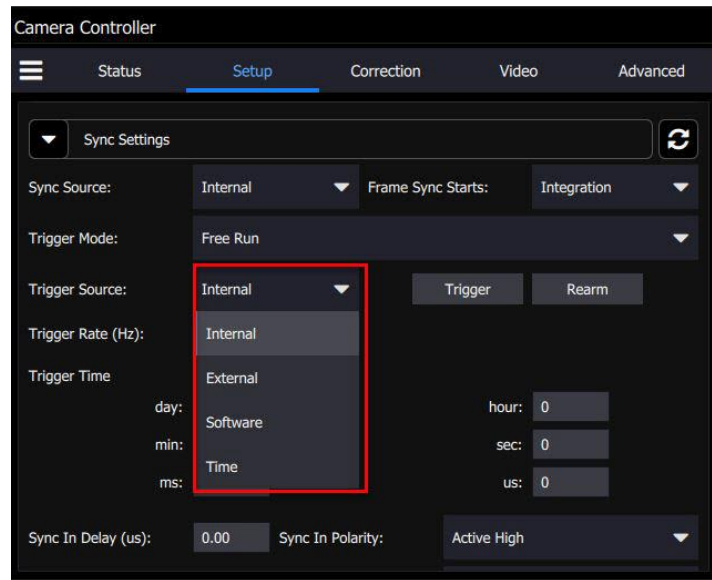 Camera Controller
Status Setup Correction Video Advanced
Sync Settings
Sync Source: Internal Frame Sync Starts: Integration
Trigger Mode: Free Run
Trigger Source: Internal Trigger Rearm
Trigger Rate (Hz): Internal
Trigger Time External
day: hour: 0
Software
min: sec: 0
Time
ms: us: 0
Sync In Delay (us): 0.00 Sync In Polarity: Active High